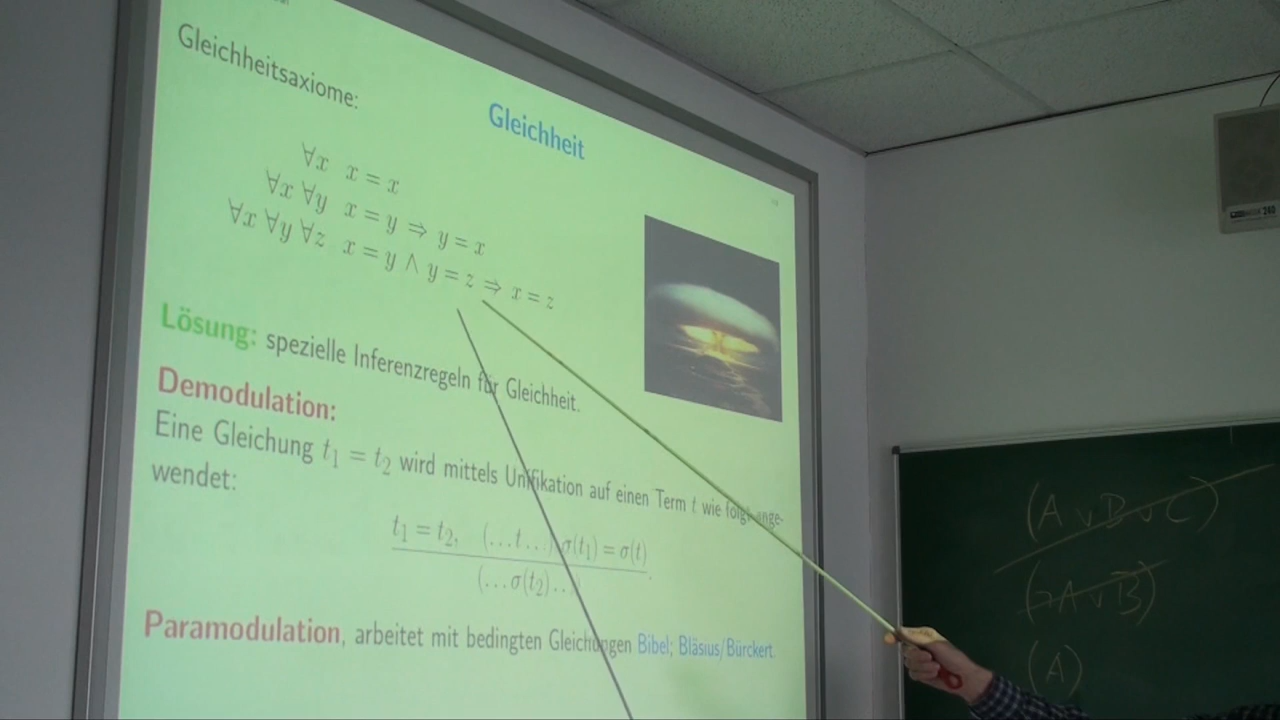 Gleichheit
Gleichheitsaxiome:
∀x x = x
∀x ∀y x = y ⇒ y = x
∀x ∀y ∀z x = y ∧ y = z ⇒ x = z
Lösung: spezielle Inferenzregeln für Gleichheit.
Demodulation:
Eine Gleichung t₁ = t₂ wird mittels Unifikation auf einen Term t wie folgt ange-
wendet:
t₁ = t₂, (…t…), σ(t₁) = σ(t)
(…σ(t₂)…) .
Paramodulation, arbeitet mit bedingten Gleichungen Bibel; Bläsius/Bürckert.
(A ∨ B ∨ C)
(¬A ∨ B)
(A)